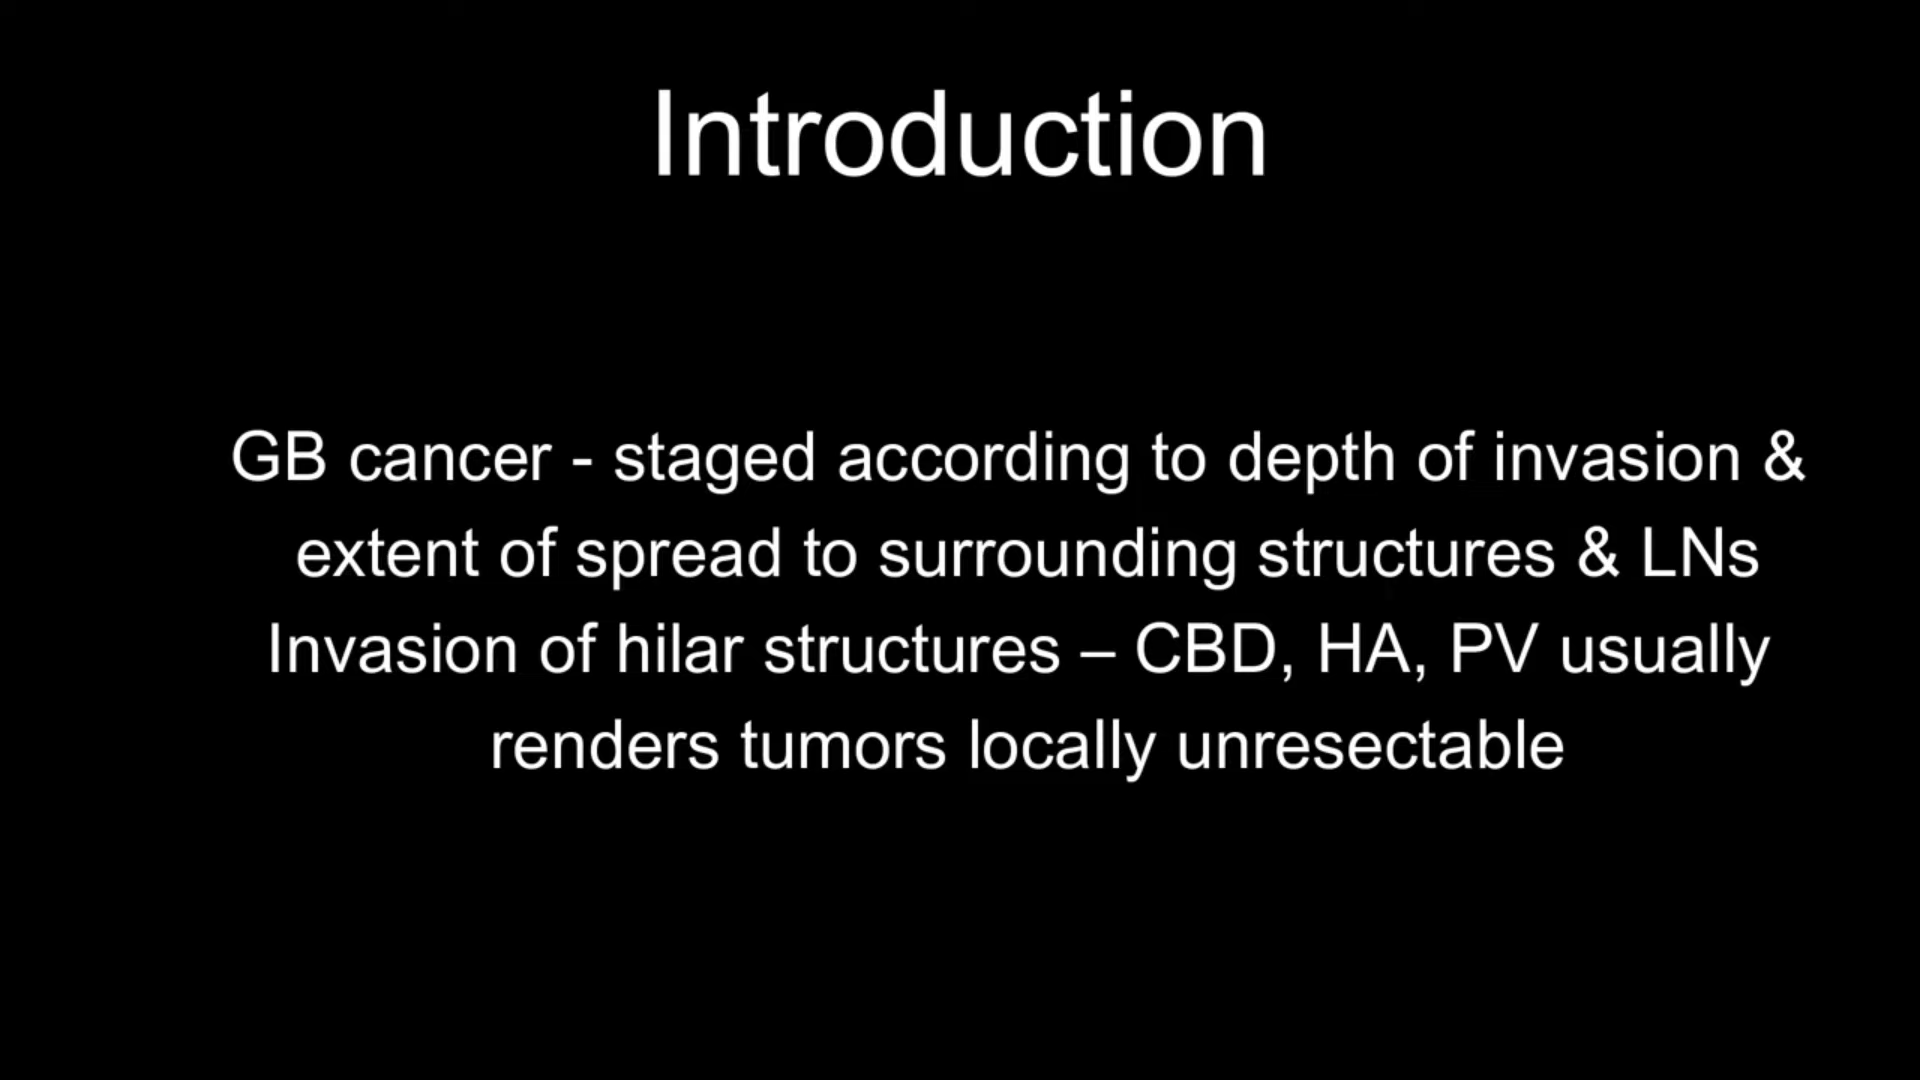 Introduction
GB cancer - staged according to depth of invasion &
extent of spread to surrounding structures & LNs
Invasion of hilar structures – CBD, HA, PV usually
renders tumors locally unresectable